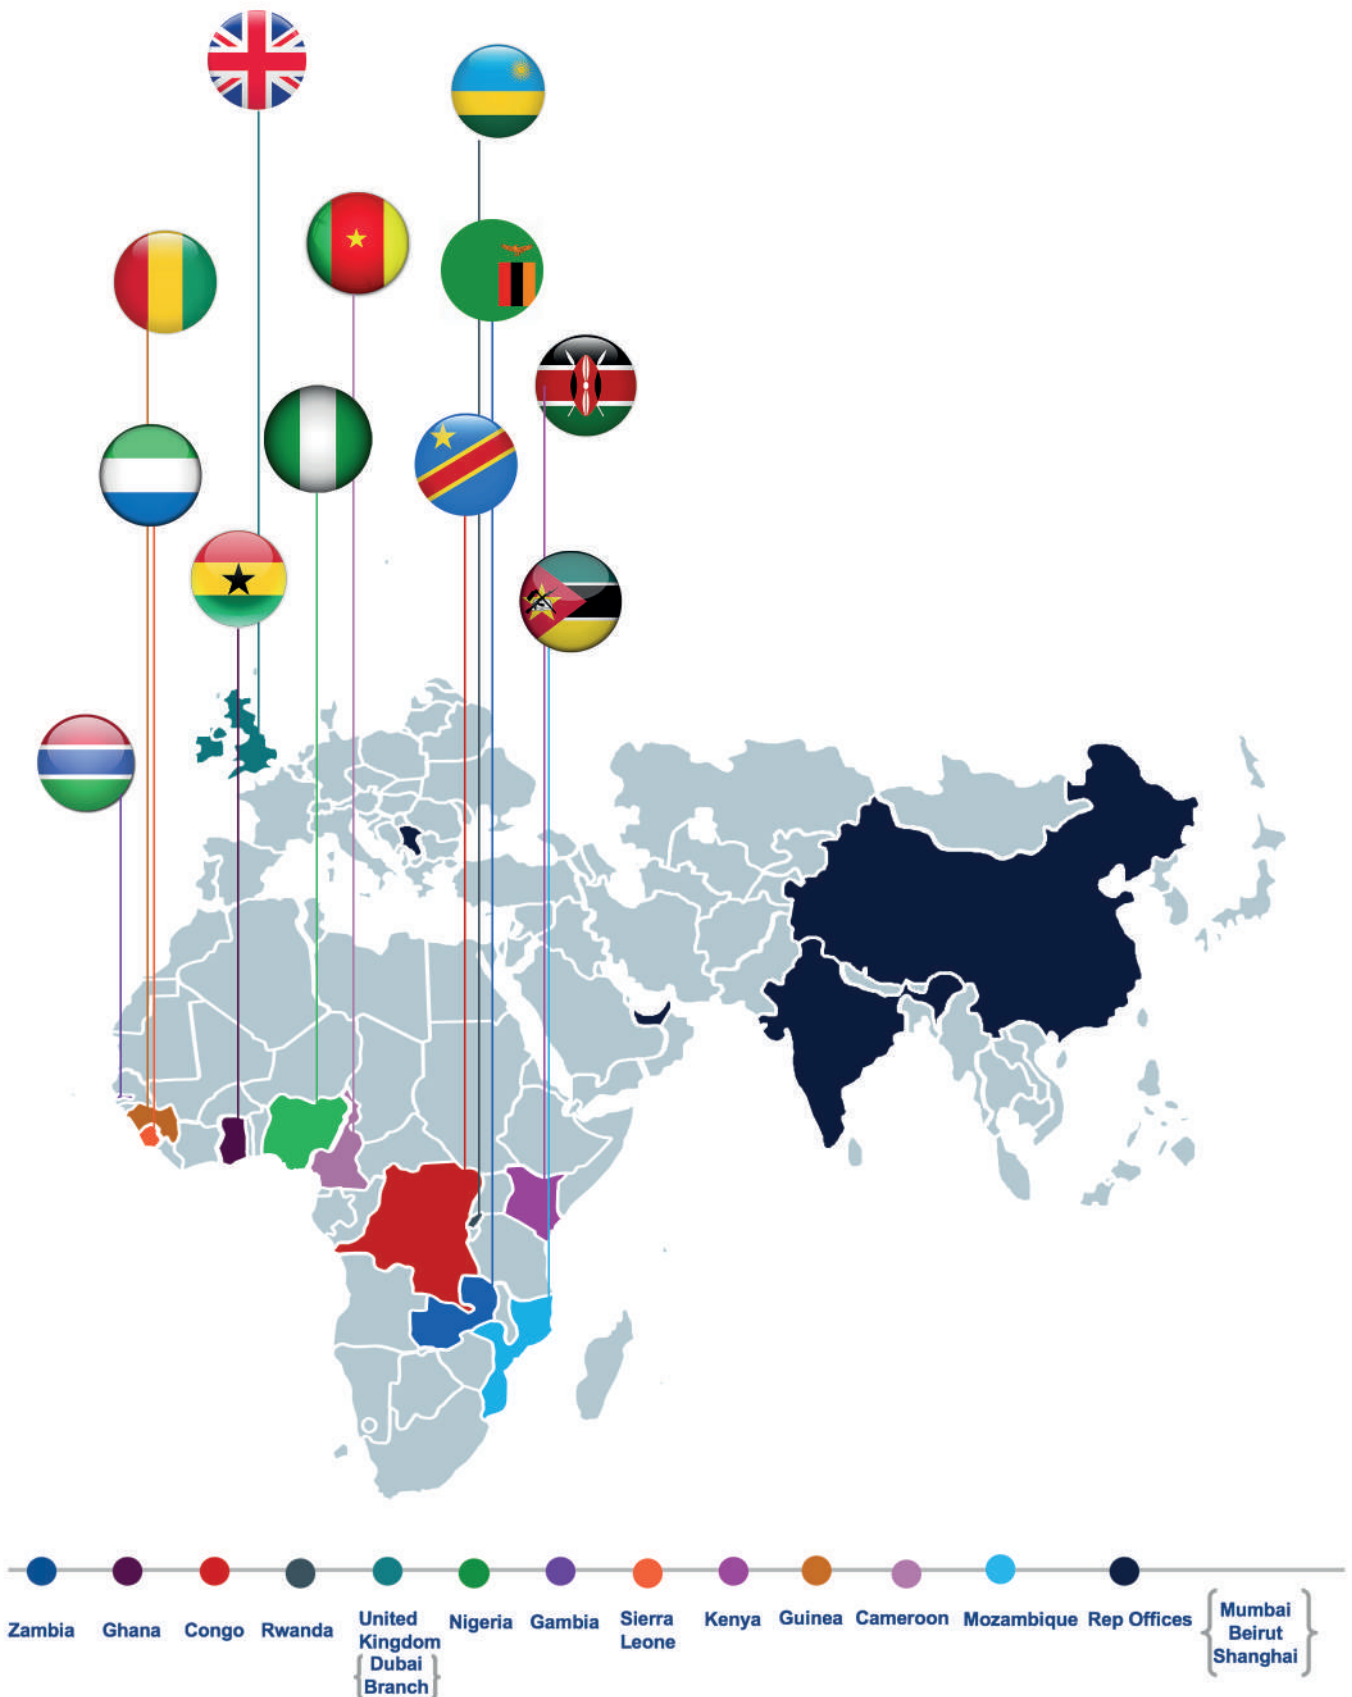 Zambia
Ghana
Congo
Rwanda
United
Kingdom
Dubai
Branch
Nigeria
Gambia
Sierra
Leone
Kenya
Guinea
Cameroon
Mozambique
Rep Offices
Mumbai
Beirut
Shanghai